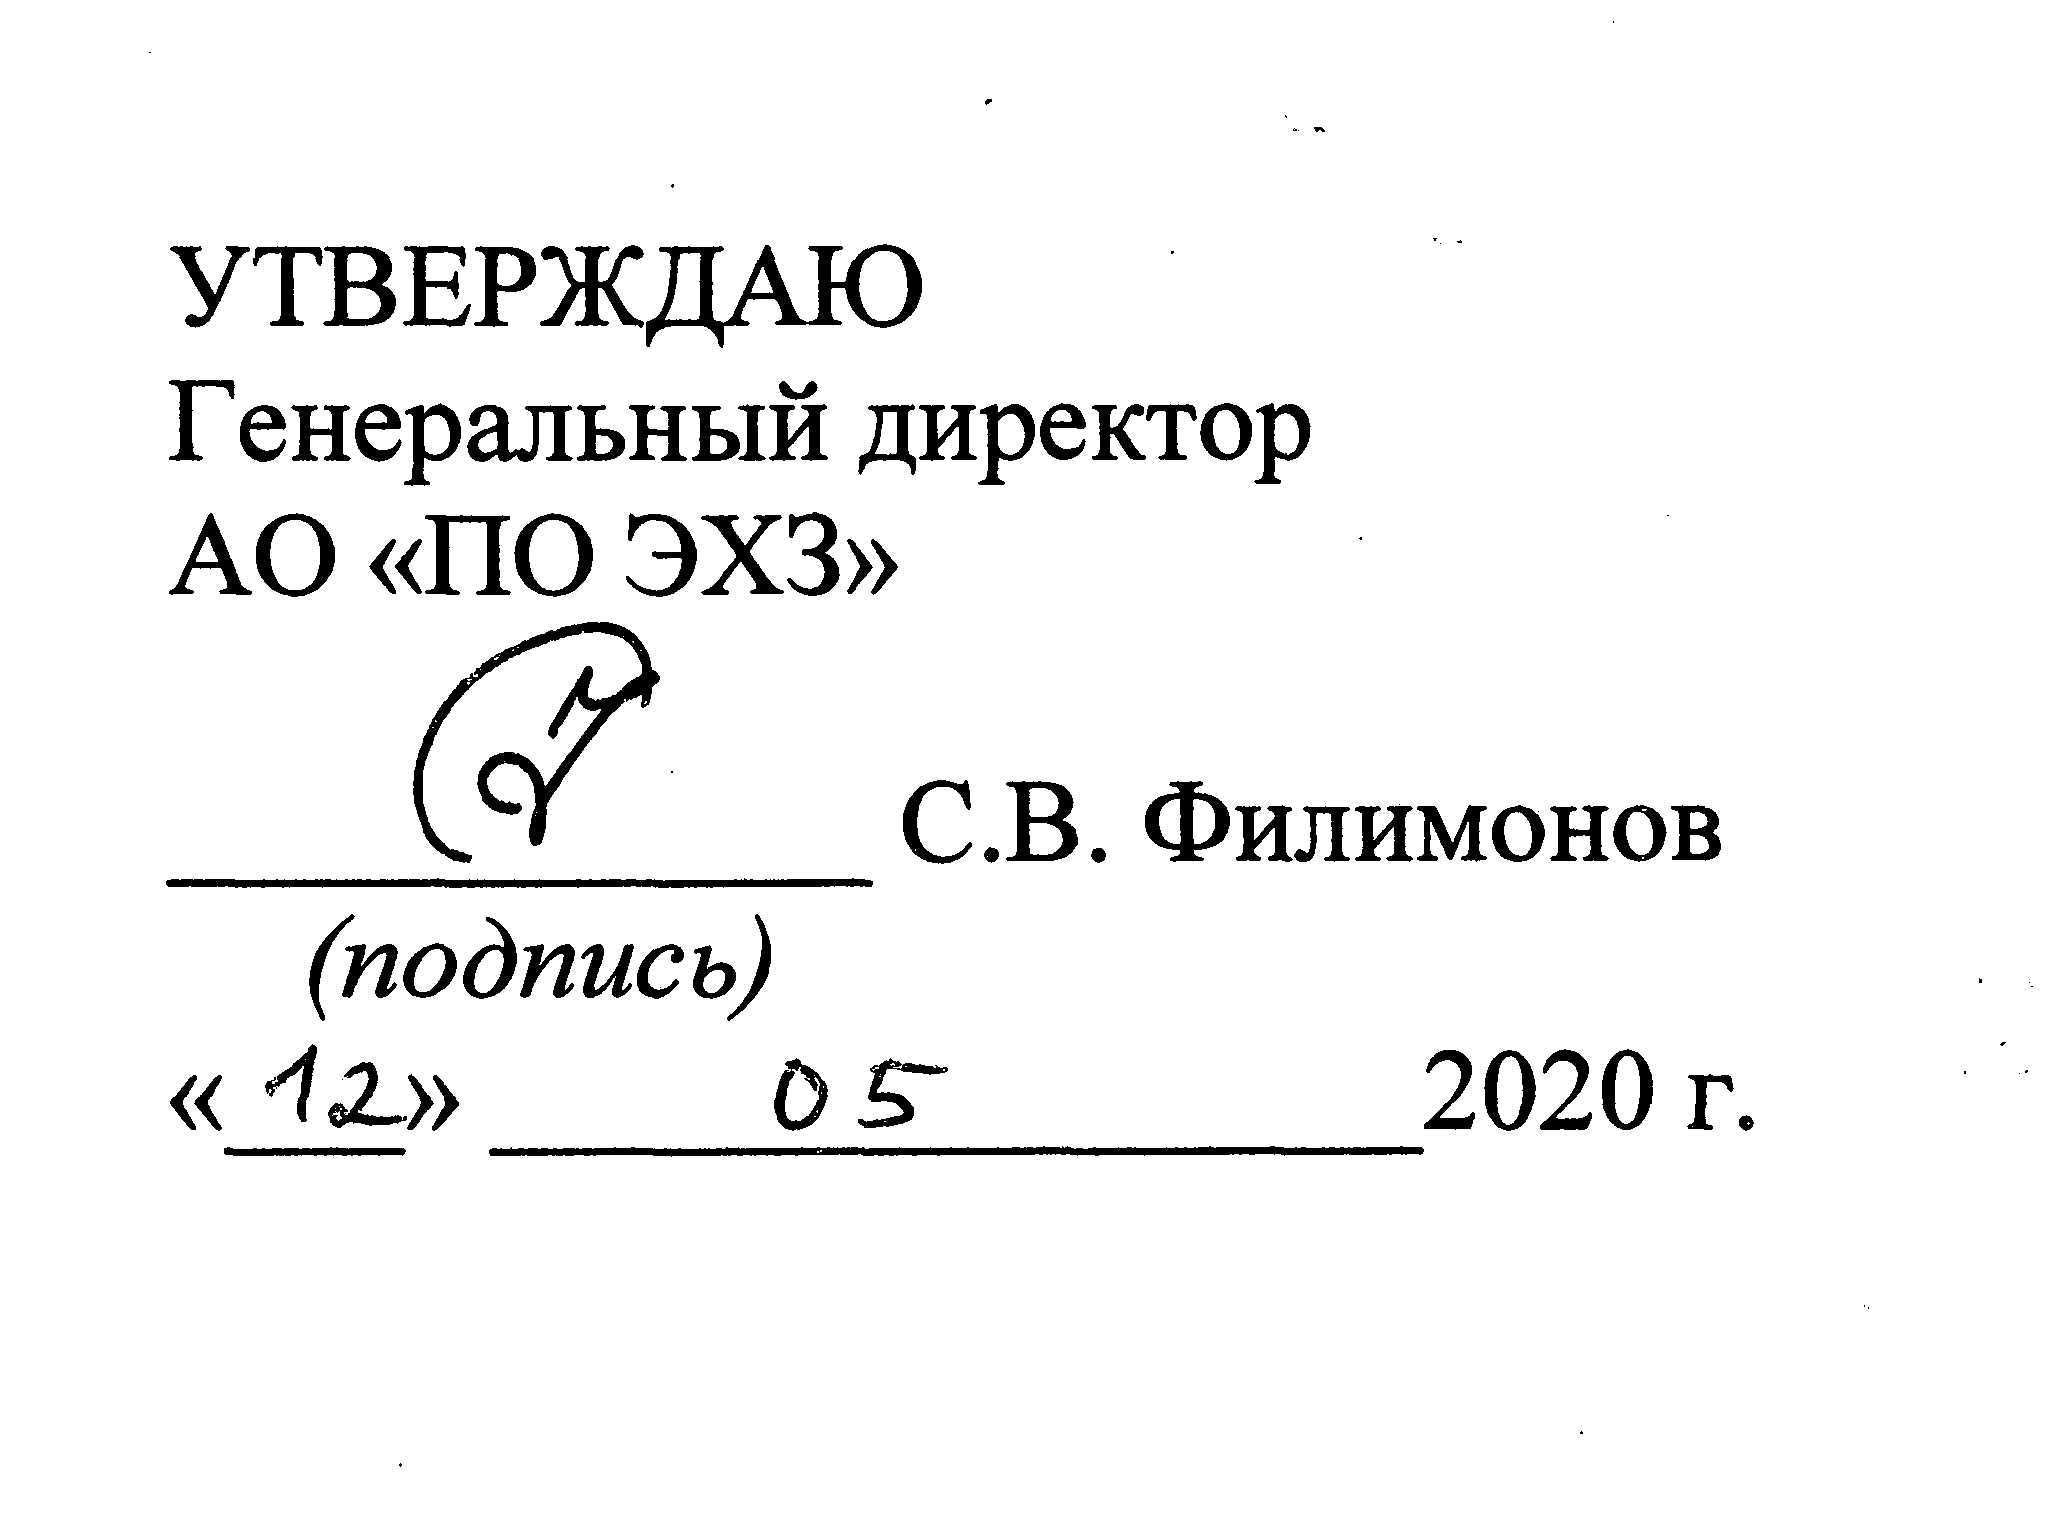 УТВЕРЖДАЮ
Генеральный директор
АО «ПО ЭХЗ»
С.В. Филимонов
(подпись)
«12» 05 2020 г.